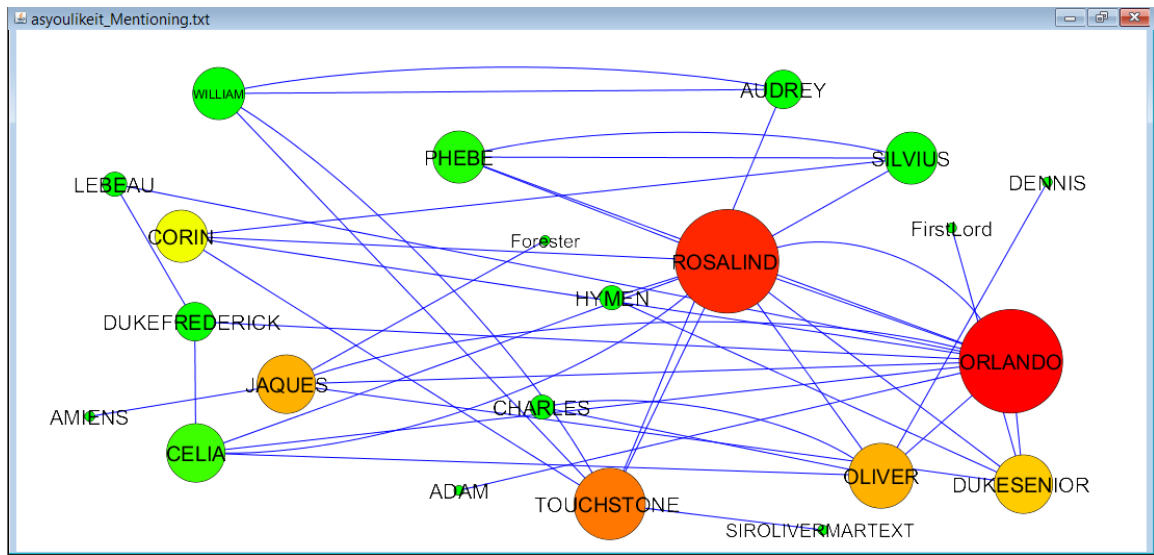 asyoulikeit_Mentioning.txt
WILLIAM
AUDREY
PHEBE
SILVIUS
LEBEAU
DENNIS
CORIN
Forester
FirstLord
ROSALIND
HYMEN
DUKEFREDERICK
ORLANDO
JAQUES
CHARLES
AMIENS
CELIA
OLIVER
DUKESENIOR
ADAM
TOUCHSTONE
SIROLIVERMARTEXT